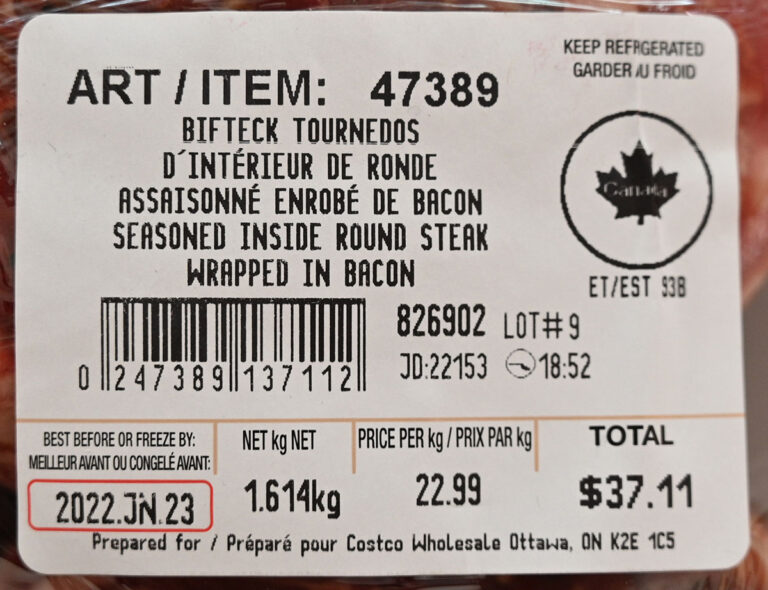 KEEP REFRGERATED
GARDER AU FROID
ART / ITEM: 47389
BIFTECK TOURNEDOS
D´INTÉRIEUR DE RONDE
ASSAISONNÉ ENROBÉ DE BACON
SEASONED INSIDE ROUND STEAK
WRAPPED IN BACON
Canada
ET/EST 93B
826902 LOT# 9
JD:22153 18:52
0 247389 137112
BEST BEFORE OR FREEZE BY:
MEILLEUR AVANT OU CONGELÉ AVANT:
2022.JN.23
NET kg NET
1.614kg
PRICE PER kg / PRIX PAR kg
22.99
TOTAL
$37.11
Prepared for / Préparé pour Costco Wholesale Ottawa, ON K2E 1C5